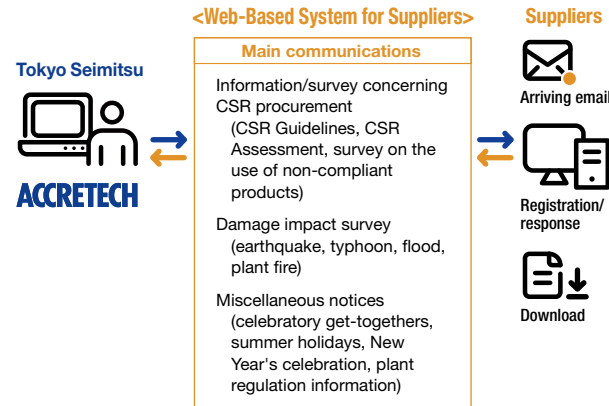 <Web-Based System for Suppliers>
Suppliers
Main communications
Tokyo Seimitsu
ACCRETECH
Information/survey concerning
CSR procurement
(CSR Guidelines, CSR
Assessment, survey on the
use of non-compliant
products)
Damage impact survey
(earthquake, typhoon, flood,
plant fire)
Miscellaneous notices
(celebratory get-togethers,
summer holidays, New
Year's celebration, plant
regulation information)
Arriving email
Registration/
response
Download